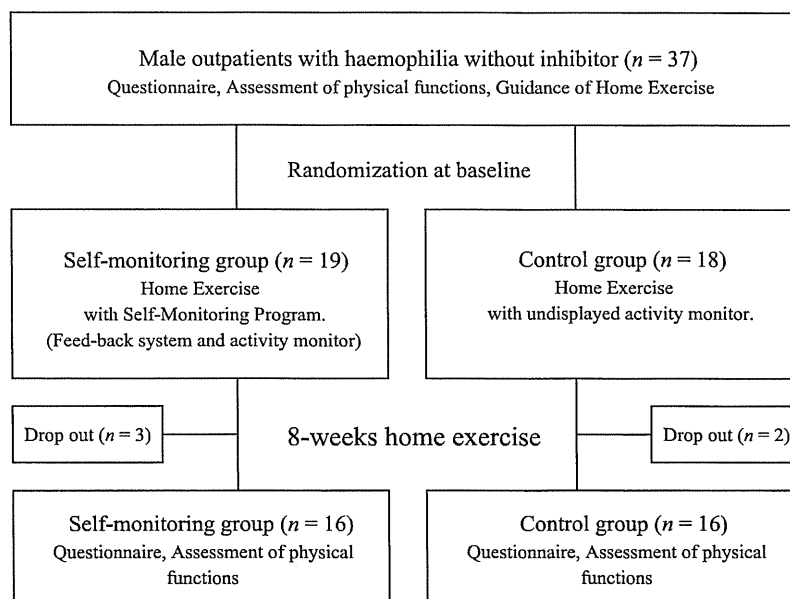 Male outpatients with haemophilia without inhibitor (n = 37)
Questionnaire, Assessment of physical functions, Guidance of Home Exercise
Randomization at baseline
Self-monitoring group (n = 19)
Home Exercise
with Self-Monitoring Program.
(Feed-back system and activity monitor)
Control group (n = 18)
Home Exercise
with undisplayed activity monitor.
Drop out (n = 3)
8-weeks home exercise
Drop out (n = 2)
Self-monitoring group (n = 16)
Questionnaire, Assessment of physical
functions
Control group (n = 16)
Questionnaire, Assessment of physical
functions